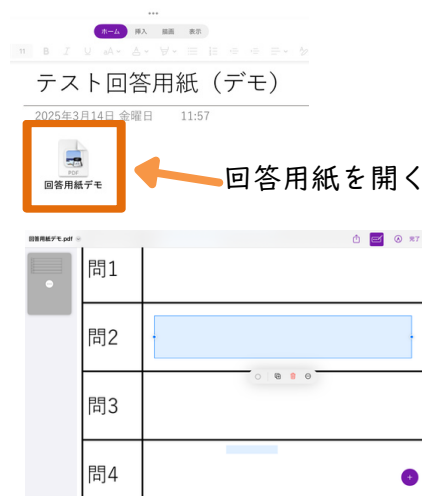 ホーム 挿入 描画 表示
11 B I U aA A
テスト回答用紙（デモ）
2025年3月14日 金曜日 11:57
PDF
回答用紙デモ
回答用紙を開く
回答用紙デモ.pdf 完了
問1
問2
問3
問4